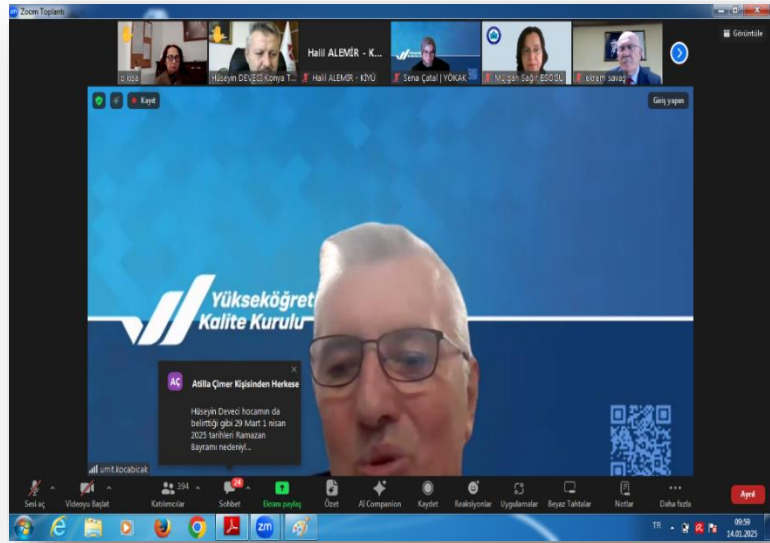 Zoom Toplantı
Görüntüle
Hüseyin DEVECİ Konya T...
Halil ALEMİR - K...
Halil ALEMİR - KİYÜ
Sena Çatal | YÖKAK
Müjgan Sağır ESOGÜ
ekrem savaş
Kayıt
Giriş yapın
Yükseköğret
Kalite Kurulu
AÇ
Atilla Çimer Kişisinden Herkese
Hüseyin Deveci hocamın da
belirttiği gibi 29 Mart 1 nisan
2025 tarihleri Ramazan
Bayramı nedeniyl...
umit.kocabicak
Sesi aç
Videoyu Başlat
394
Katılımcılar
24
Sohbet
Ekranı paylaş
Özet
AI Companion
Kaydet
Reaksiyonlar
Uygulamalar
Beyaz Tahtalar
Notlar
Daha fazla
Ayrıl
zm
TR
09:59
14.01.2025